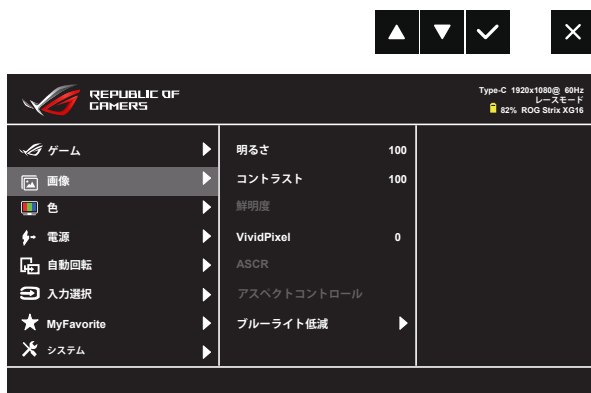 REPUBLIC OF
GAMERS
Type-C 1920x1080@ 60Hz
レースモード
82% ROG Strix XG16
ゲーム
画像
色
電源
自動回転
入力選択
MyFavorite
システム
明るさ 100
コントラスト 100
鮮明度
VividPixel 0
ASCR
アスペクトコントロール
ブルーライト低減